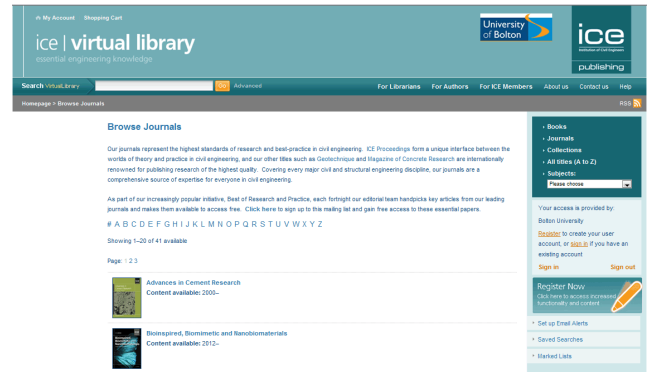 My Account Shopping Cart
ice | virtual library
essential engineering knowledge
University of Bolton
ice
Institution of Civil Engineers
publishing
Search VirtualLibrary Go Advanced
For Librarians For Authors For ICE Members About us Contact us Help
Homepage > Browse Journals
RSS
Browse Journals
Our journals represent the highest standards of research and best-practice in civil engineering. ICE Proceedings form a unique interface between the
worlds of theory and practice in civil engineering, and our other titles such as Geotechnique and Magazine of Concrete Research are internationally
renowned for publishing research of the highest quality. Covering every major civil and structural engineering discipline, our journals are a
comprehensive source of expertise for everyone in civil engineering.
As part of our increasingly popular initiative, Best of Research and Practice, each fortnight our editorial team handpicks key articles from our leading
journals and makes them available to access free. Click here to sign up to this mailing list and gain free access to these essential papers.
# A B C D E F G H I J K L M N O P Q R S T U V W X Y Z
Showing 1–20 of 41 available
Page: 1 2 3
Advances in Cement Research
Content available: 2000–
Bioinspired, Biomimetic and Nanobiomaterials
Content available: 2012–
Books
Journals
Collections
All titles (A to Z)
Subjects:
Please choose
Your access is provided by:
Bolton University
Register to create your user
account, or sign in if you have an
existing account
Sign in Sign out
Register Now
Click here to access increased
functionality and content
Set up Email Alerts
Saved Searches
Marked Lists